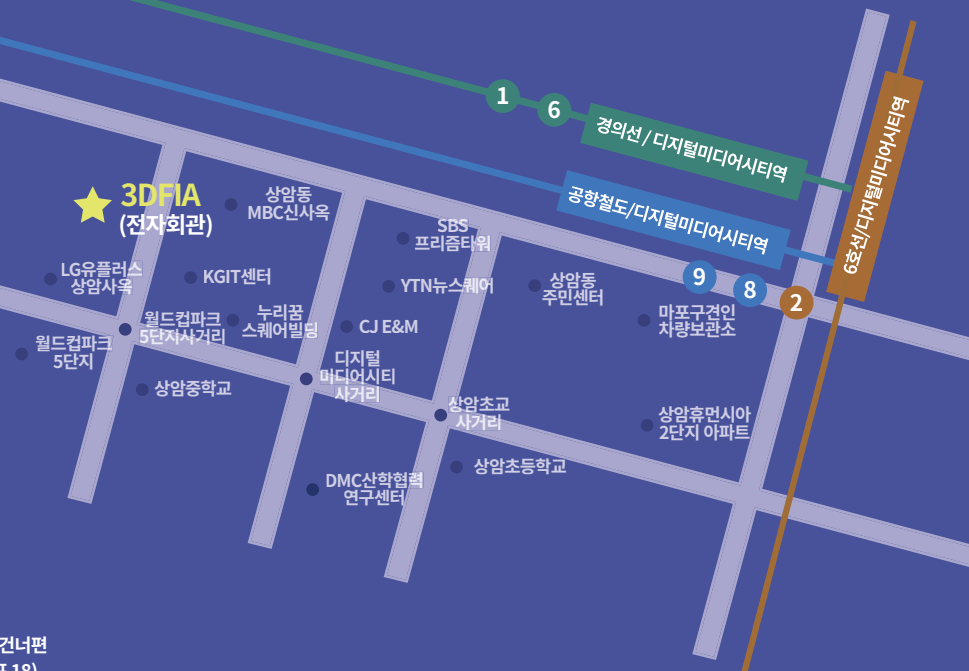 1
6
경의선 / 디지털미디어시티역
6호선/디지털미디어시티역
공항철도/디지털미디어시티역
9
8
2
3DFIA
(전자회관)
상암동
MBC신사옥
SBS
프리즘타워
LG유플러스
상암사옥
KGIT센터
YTN뉴스퀘어
상암동
주민센터
월드컵파크
5단지사거리
누리꿈
스퀘어빌딩
CJ E&M
마포구견인
차량보관소
월드컵파크
5단지
디지털
미디어시티
사거리
상암중학교
상암초교
사거리
상암휴먼시아
2단지 아파트
상암초등학교
DMC산학협력
연구센터
건너편